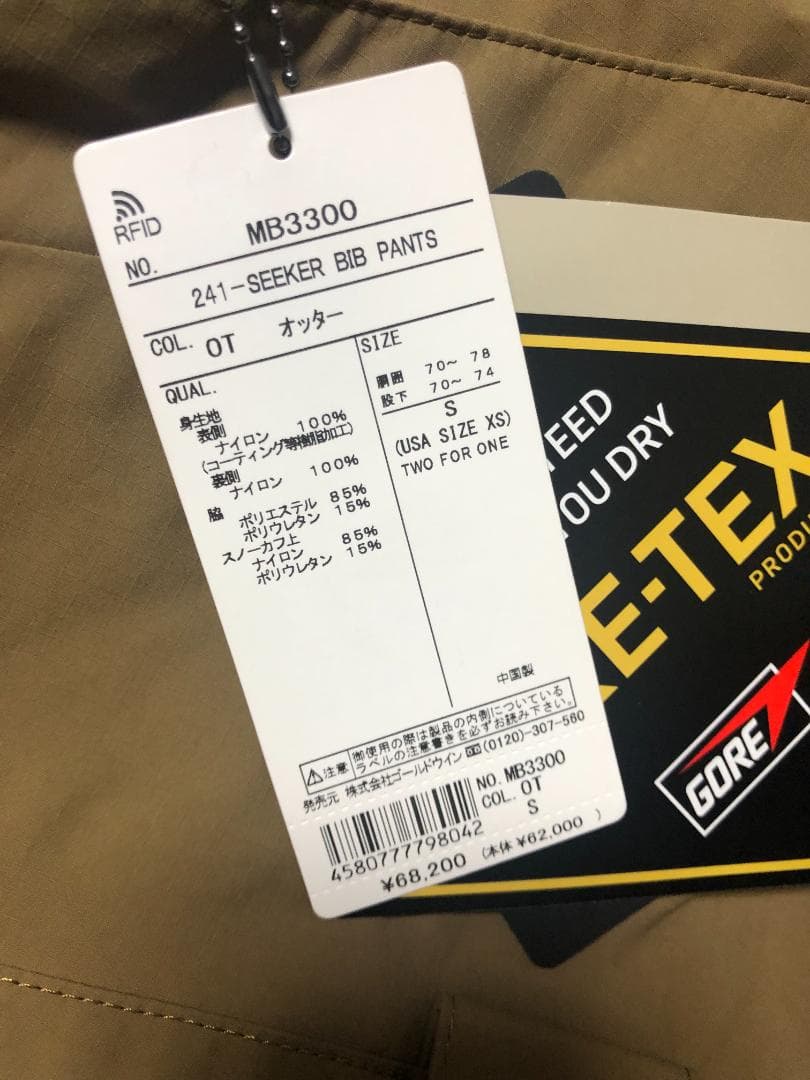 RFID
NO. MB3300
241-SEEKER BIB PANTS
COL. OT オッター
QUAL.
身生地
表側
ナイロン 100%
(コーティング等樹脂加工)
裏側
ナイロン 100%
脇
ポリエステル 85%
ポリウレタン 15%
スノーカフ上
ナイロン 85%
ポリウレタン 15%
SIZE
胴囲 70～ 78
股下 70～ 74
S
(USA SIZE XS)
TWO FOR ONE
中国製
注意 御使用の際は製品の内側についている
ラベルの注意書きを必ずお読み下さい。
発売元 株式会社ゴールドウイン (0120)-307-560
NO. MB3300
COL. OT
S
4580777798042
¥68,200 (本体 ¥62,000 )
TEED
YOU DRY
E-TEX
PRODU
GORE